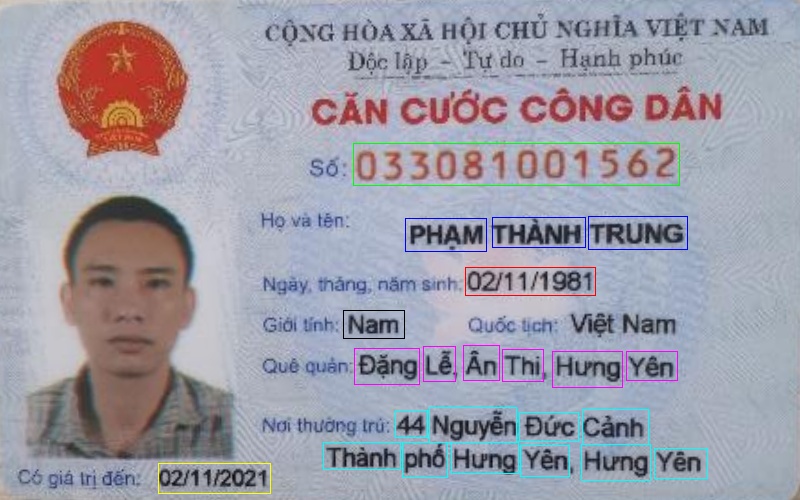 CỘNG HÒA XÃ HỘI CHỦ NGHĨA VIỆT NAM
Độc lập - Tự do - Hạnh phúc
CĂN CƯỚC CÔNG DÂN
Số: 033081001562
Họ và tên: PHẠM THÀNH TRUNG
Ngày, tháng, năm sinh: 02/11/1981
Giới tính: Nam Quốc tịch: Việt Nam
Quê quán: Đặng Lễ, Ân Thi, Hưng Yên
Nơi thường trú: 44 Nguyễn Đức Cảnh
Thành phố Hưng Yên, Hưng Yên
Có giá trị đến: 02/11/2021